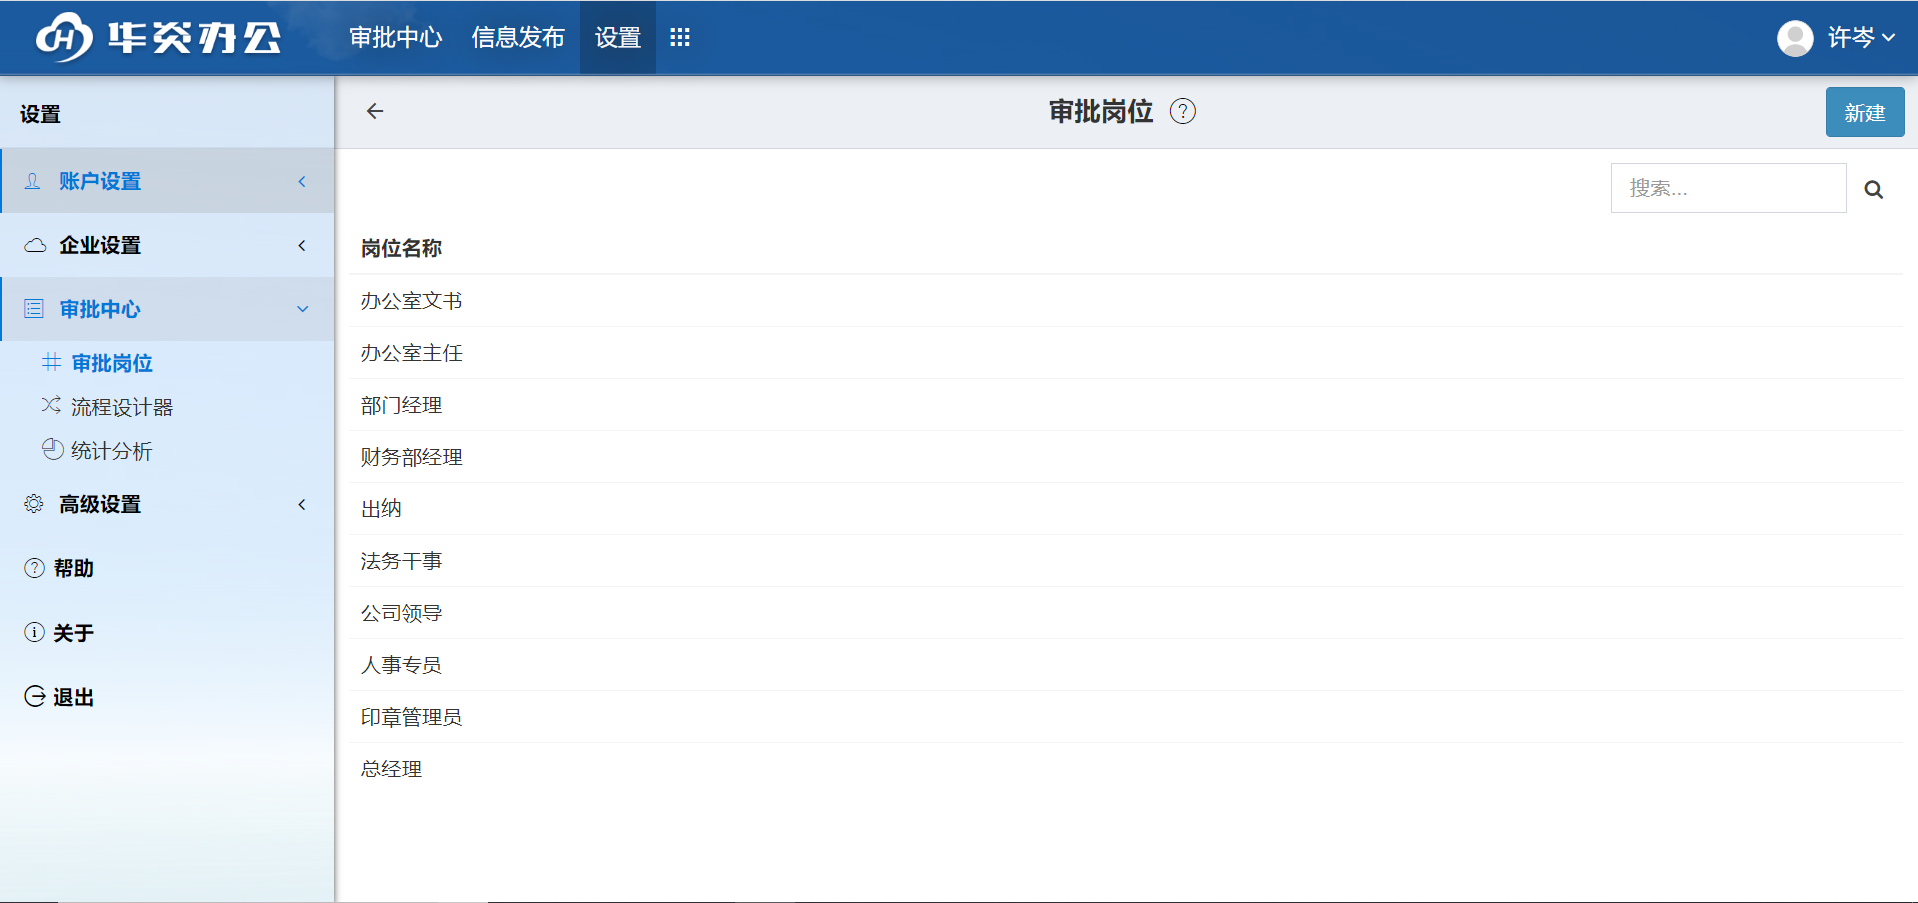 华炎办公 审批中心 信息发布 设置 许岑
设置
账户设置
企业设置
审批中心
审批岗位
流程设计器
统计分析
高级设置
帮助
关于
退出
审批岗位 ?
新建
搜索...
岗位名称
办公室文书
办公室主任
部门经理
财务部经理
出纳
法务干事
公司领导
人事专员
印章管理员
总经理